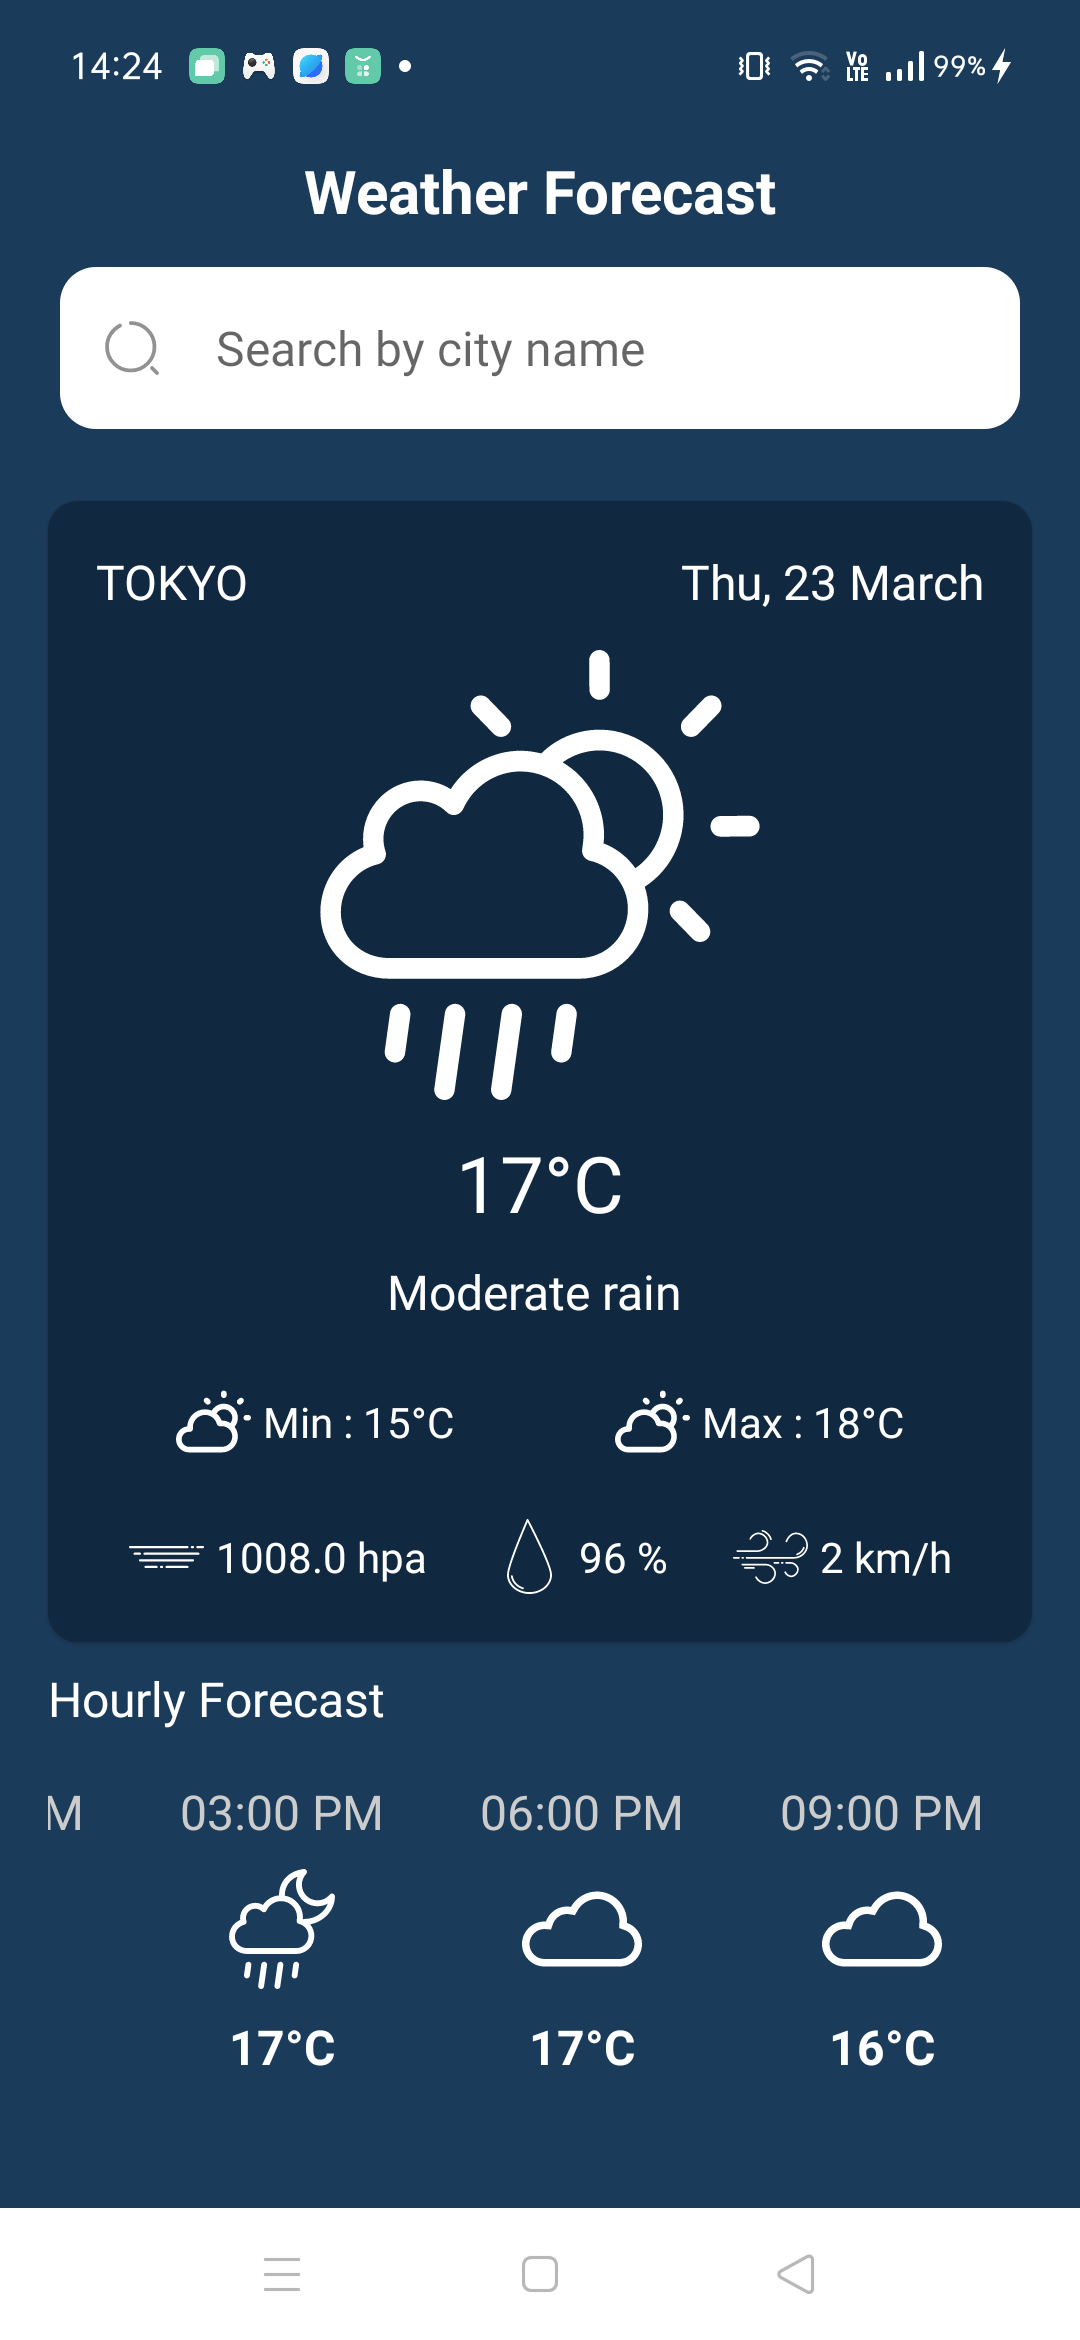 14:24 Vo LTE 99%
Weather Forecast
Search by city name
TOKYO Thu, 23 March
17°C
Moderate rain
Min : 15°C Max : 18°C
1008.0 hpa 96 % 2 km/h
Hourly Forecast
M 03:00 PM 06:00 PM 09:00 PM
17°C 17°C 16°C